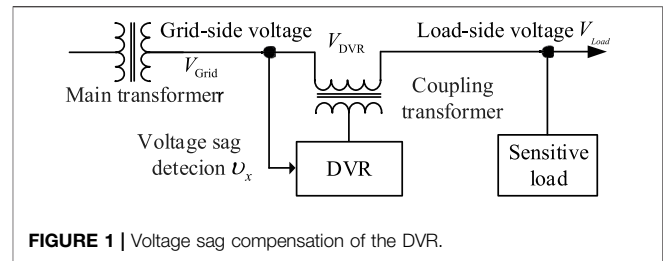 Grid-side voltage
V_DVR
Load-side voltage V_Load
V_Grid
Main transformerr
Coupling
transformer
Voltage sag
detecion υ_x
DVR
Sensitive
load
FIGURE 1 | Voltage sag compensation of the DVR.